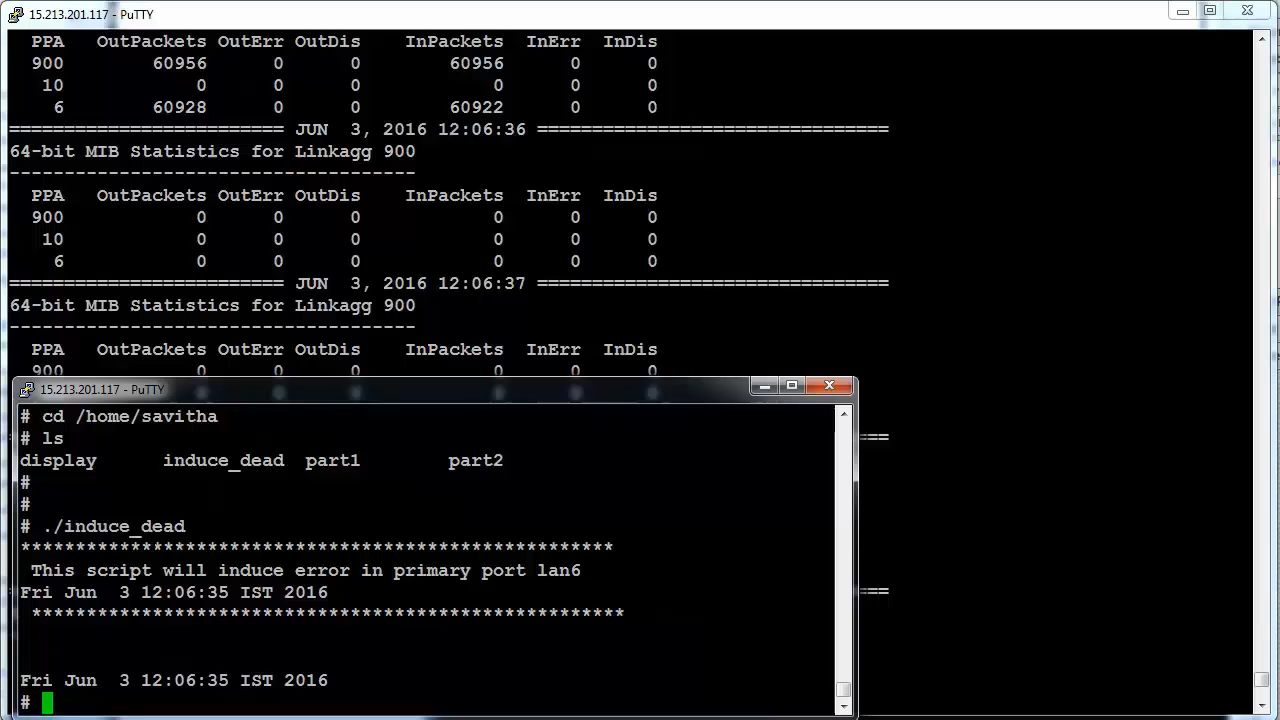 15.213.201.117 - PuTTY
PPA OutPackets OutErr OutDis InPackets InErr InDis
900 60956 0 0 60956 0 0
10 0 0 0 0 0 0
6 60928 0 0 60922 0 0
========================= JUN 3, 2016 12:06:36 ================================
64-bit MIB Statistics for Linkagg 900
-------------------------------------
PPA OutPackets OutErr OutDis InPackets InErr InDis
900 0 0 0 0 0 0
10 0 0 0 0 0 0
6 0 0 0 0 0 0
========================= JUN 3, 2016 12:06:37 ================================
64-bit MIB Statistics for Linkagg 900
-------------------------------------
PPA OutPackets OutErr OutDis InPackets InErr InDis
900 0 0 0 0 0 0
15.213.201.117 - PuTTY
# cd /home/savitha
# ls
display induce_dead part1 part2
#
#
# ./induce_dead
******************************************************
This script will induce error in primary port lan6
Fri Jun 3 12:06:35 IST 2016
******************************************************
Fri Jun 3 12:06:35 IST 2016
#